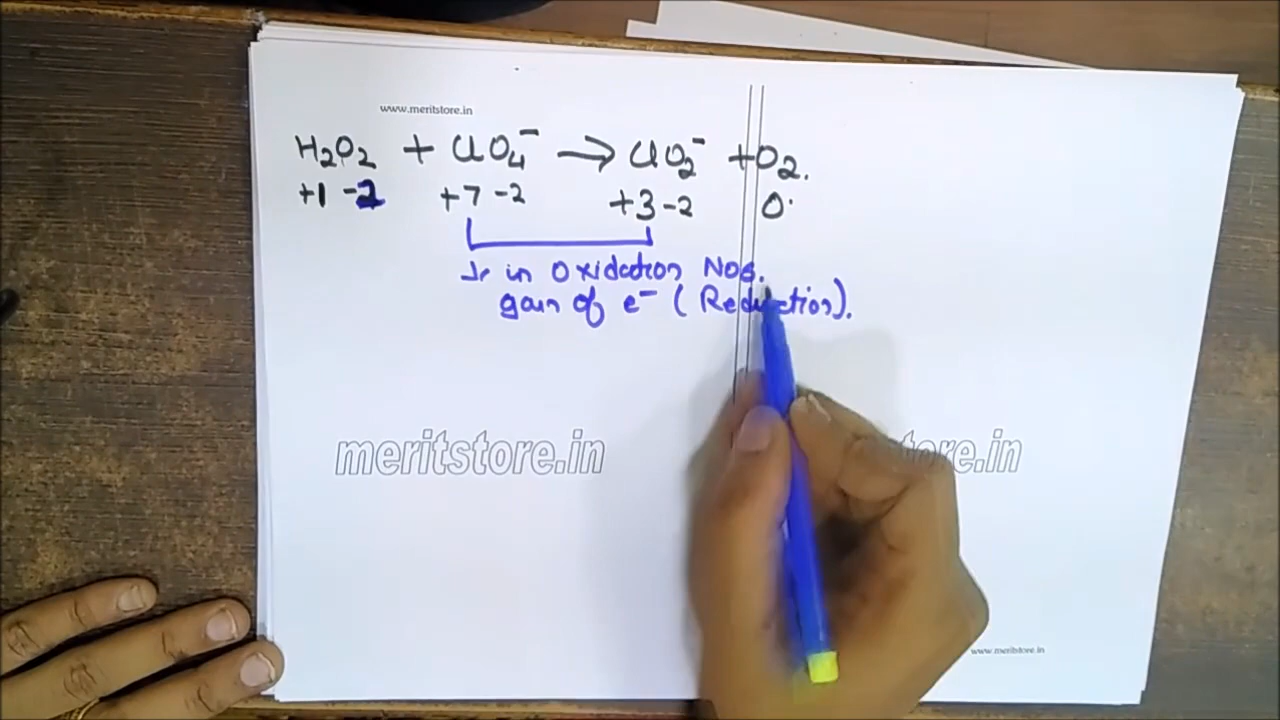 www.meritstore.in
H₂O₂ + ClO₄⁻ → ClO₂⁻ + O₂.
+1 -2 +7 -2 +3 -2 0
↓r in Oxidation Nos.
gain of e⁻ (Reduction).
meritstore.in
tore.in
www.meritstore.in